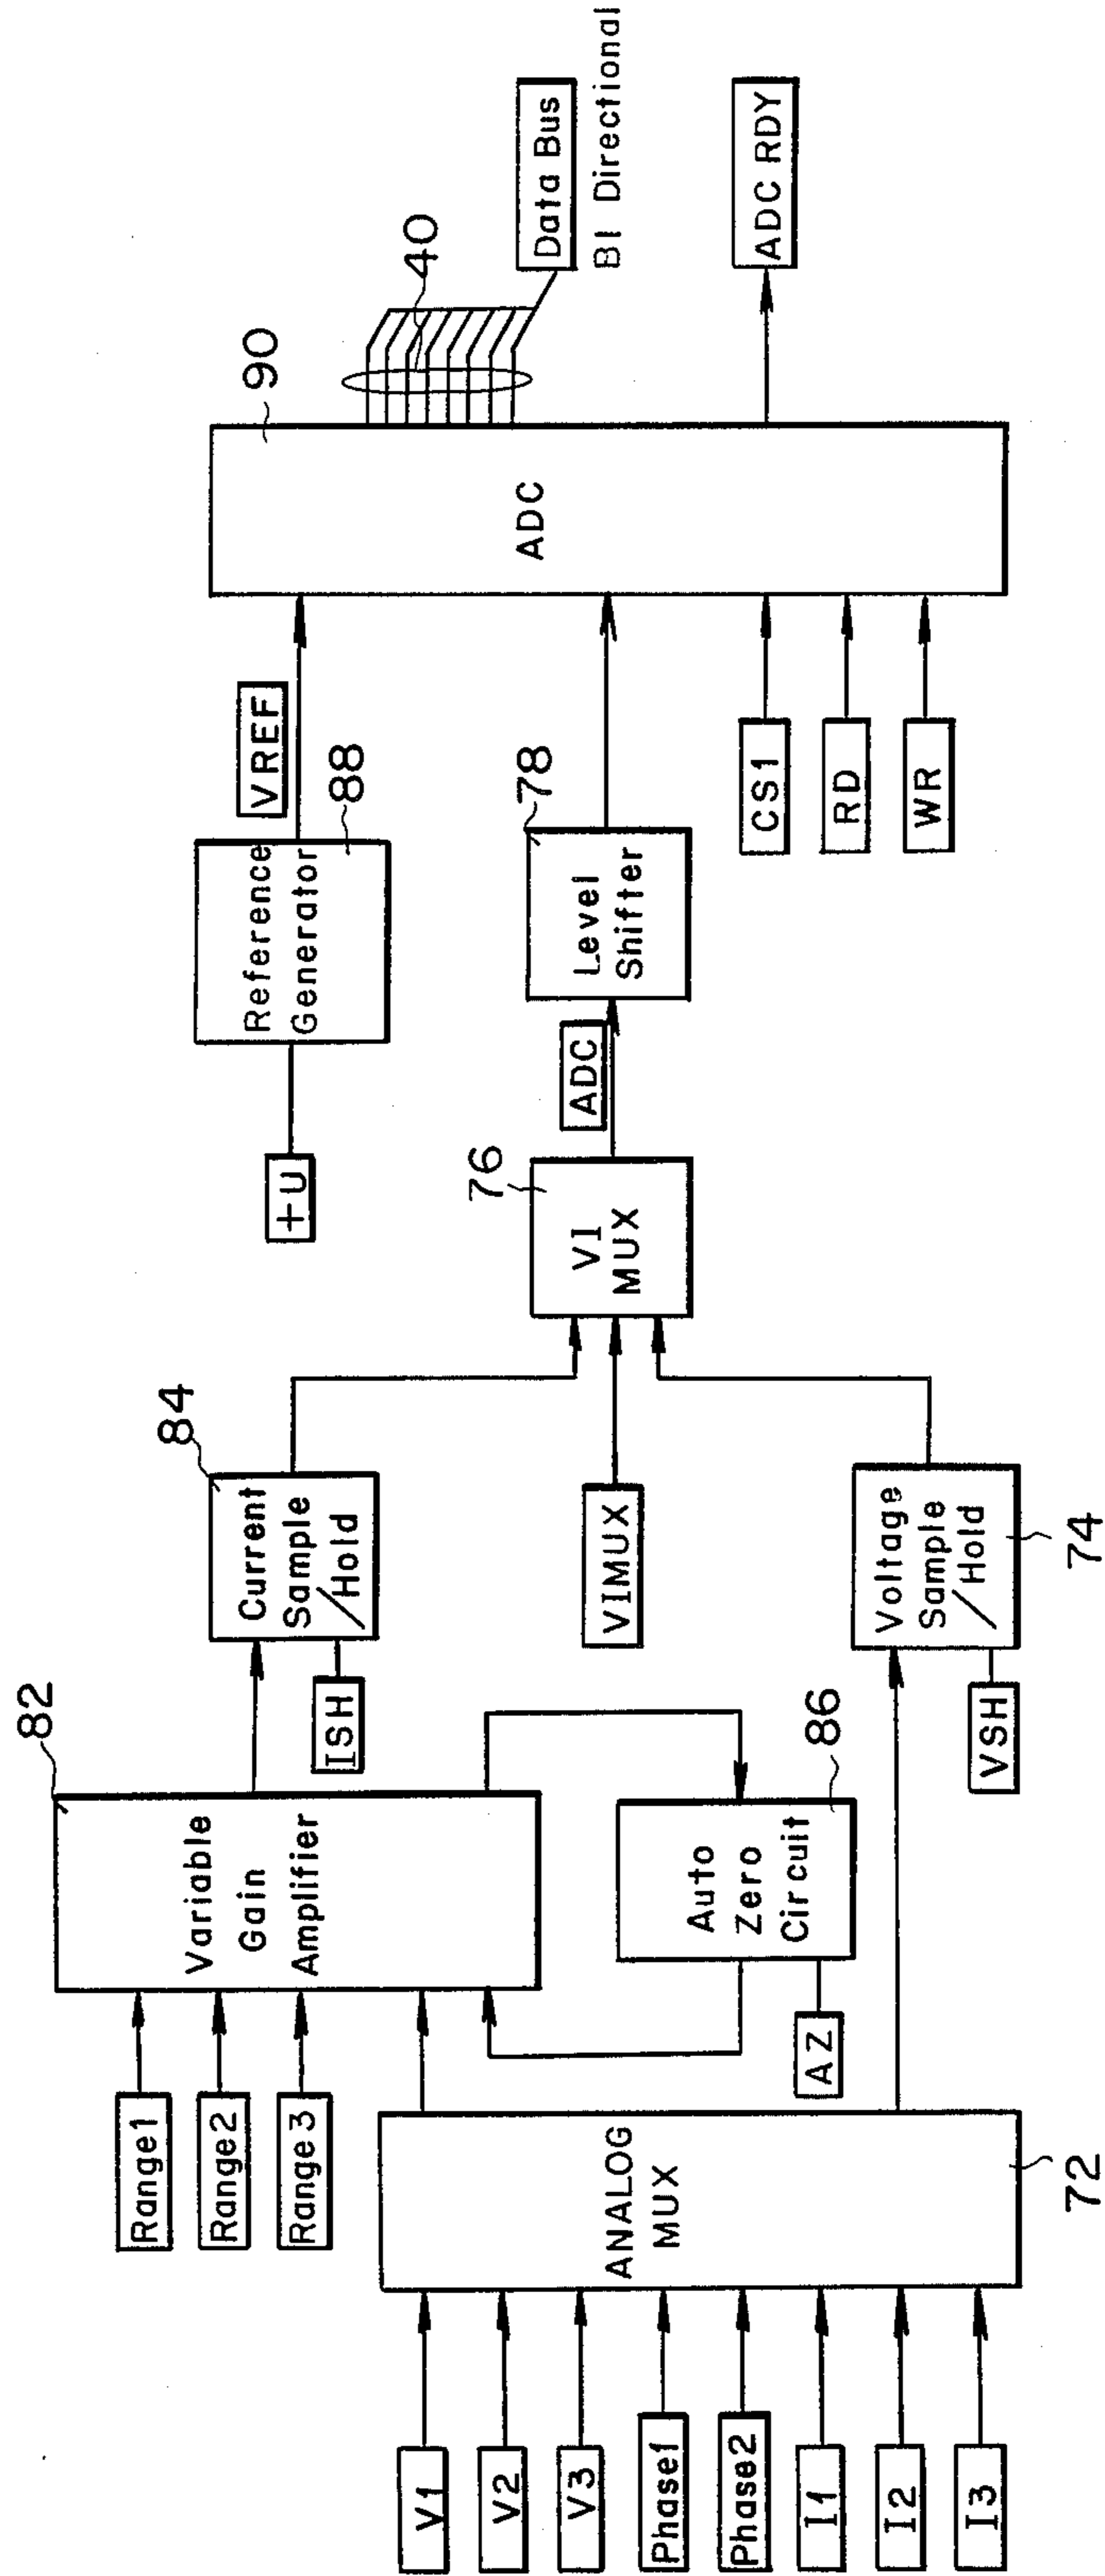 V1
V2
V3
Phase1
Phase2
I1
I2
I3
ANALOG
MUX
72
Range1
Range2
Range3
Variable
Gain
Amplifier
82
AZ
Auto
Zero
Circuit
86
ISH
Current
Sample
/Hold
84
VSH
Voltage
Sample
/Hold
74
VIMUX
VI
MUX
76
ADC
Level
Shifter
78
+U
Reference
Generator
88
VREF
CS1
RD
WR
ADC
90
40
Data Bus
BI Directional
ADC RDY